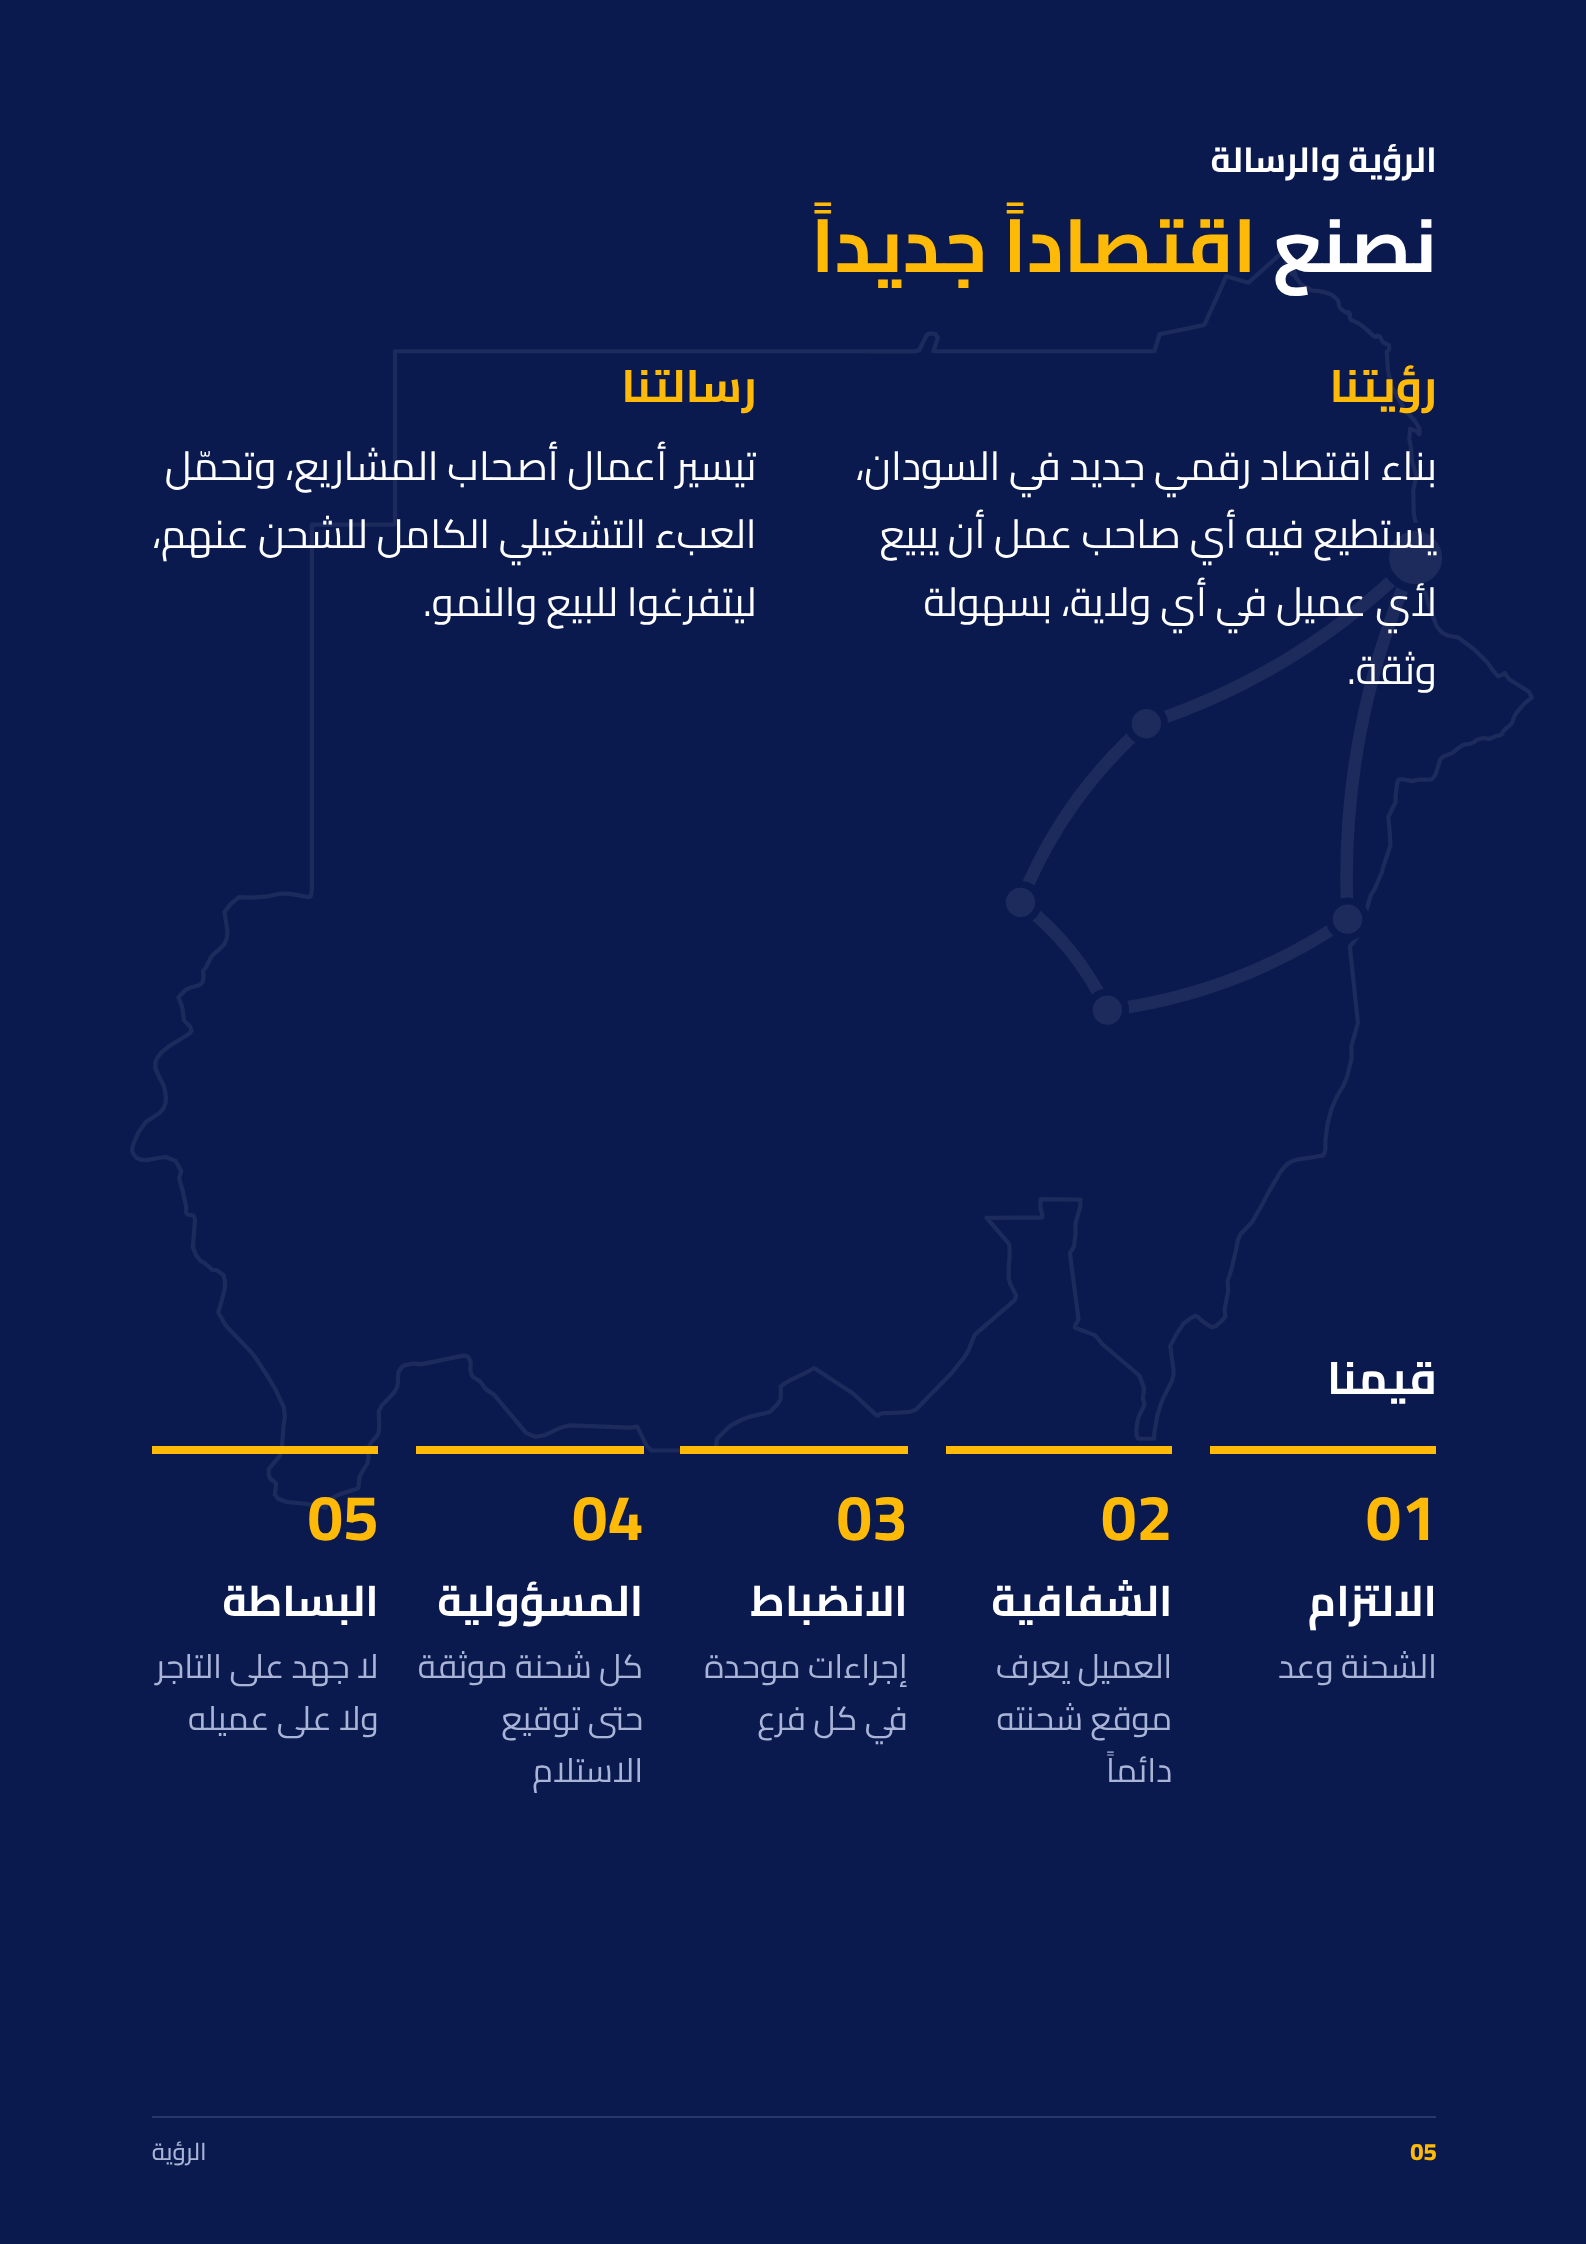 الرؤية والرسالة
نصنع اقتصاداً جديداً
رؤيتنا
بناء اقتصاد رقمي جديد في السودان،
يستطيع فيه أي صاحب عمل أن يبيع
لأي عميل في أي ولاية، بسهولة
وثقة.
رسالتنا
تيسير أعمال أصحاب المشاريع، وتحمّل
العبء التشغيلي الكامل للشحن عنهم،
ليتفرغوا للبيع والنمو.
قيمنا
01
الالتزام
الشحنة وعد
02
الشفافية
العميل يعرف
موقع شحنته
دائماً
03
الانضباط
إجراءات موحدة
في كل فرع
04
المسؤولية
كل شحنة موثقة
حتى توقيع
الاستلام
05
البساطة
لا جهد على التاجر
ولا على عميله
05
الرؤية